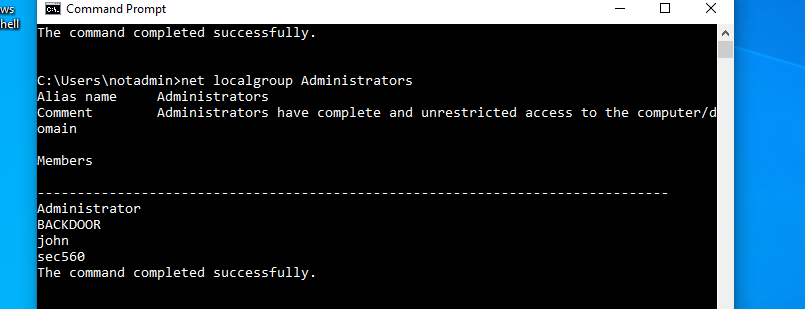 ws
hell
Command Prompt
The command completed successfully.
C:\Users\notadmin>net localgroup Administrators
Alias name     Administrators
Comment        Administrators have complete and unrestricted access to the computer/d
omain
Members
-------------------------------------------------------------------------------
Administrator
BACKDOOR
john
sec560
The command completed successfully.